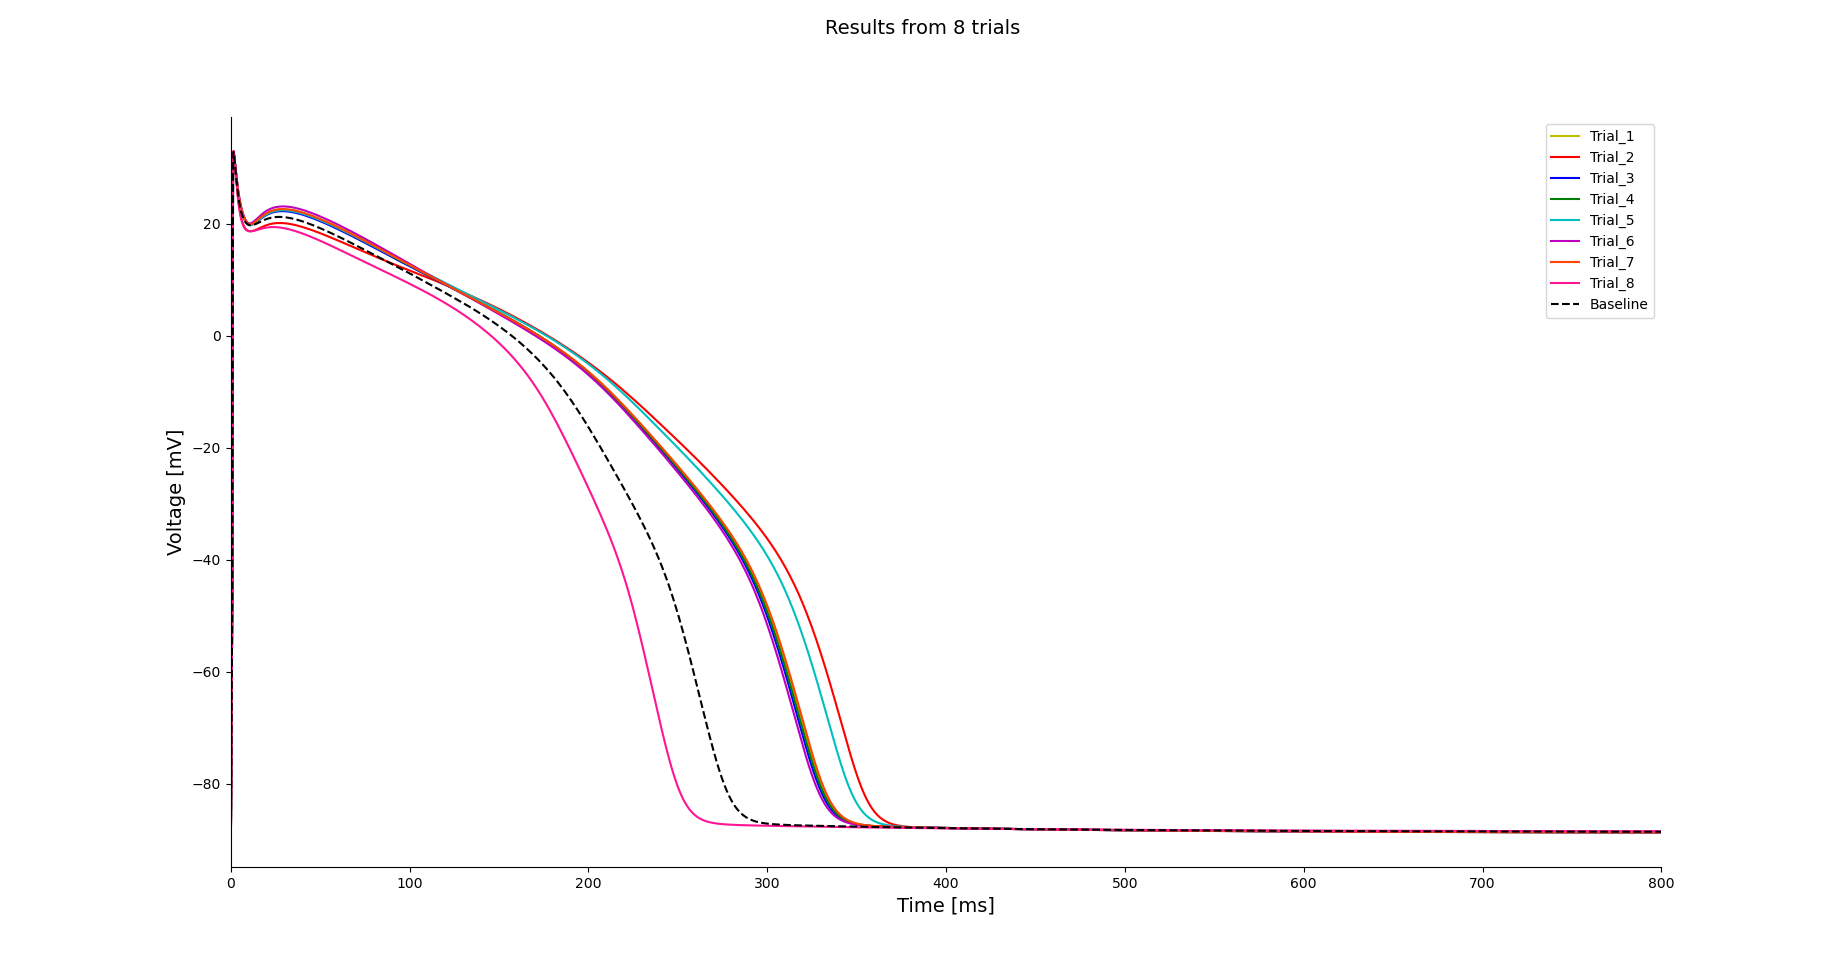 Results from 8 trials
Trial_1
Trial_2
Trial_3
Trial_4
Trial_5
Trial_6
Trial_7
Trial_8
Baseline
20
0
−20
−40
−60
−80
Voltage [mV]
0 100 200 300 400 500 600 700 800
Time [ms]